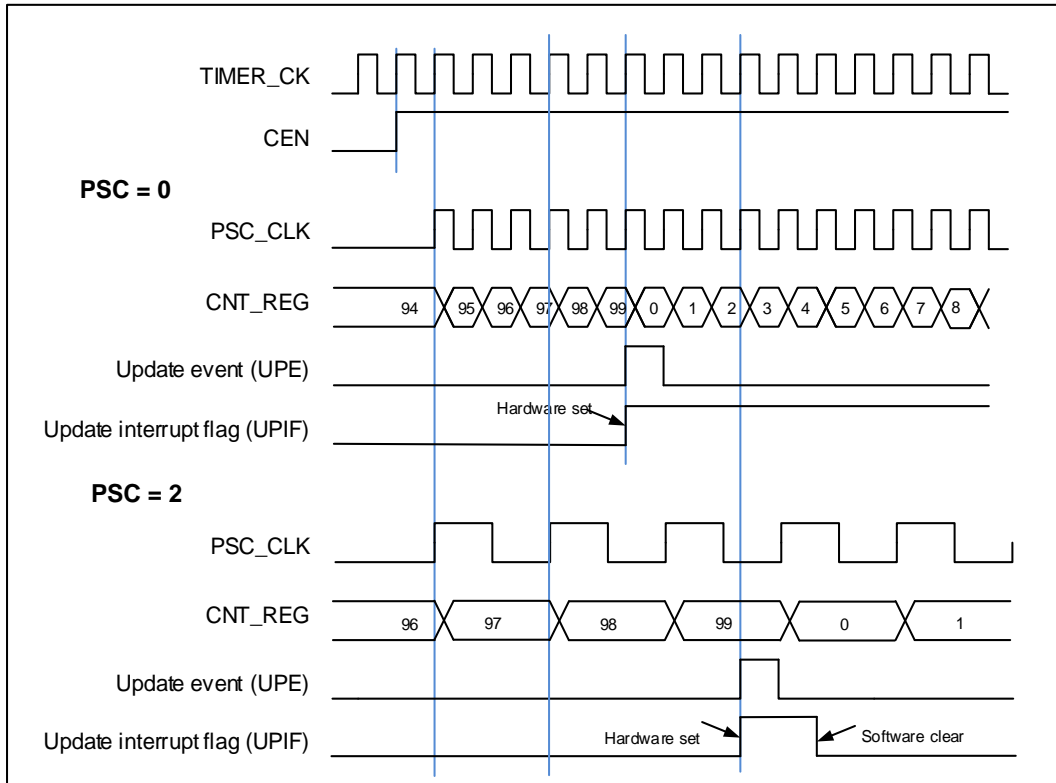 TIMER_CK
CEN
PSC = 0
PSC_CLK
CNT_REG 94 95 96 97 98 99 0 1 2 3 4 5 6 7 8
Update event (UPE)
Hardware set
Update interrupt flag (UPIF)
PSC = 2
PSC_CLK
CNT_REG 96 97 98 99 0 1
Update event (UPE)
Update interrupt flag (UPIF) Hardware set Software clear